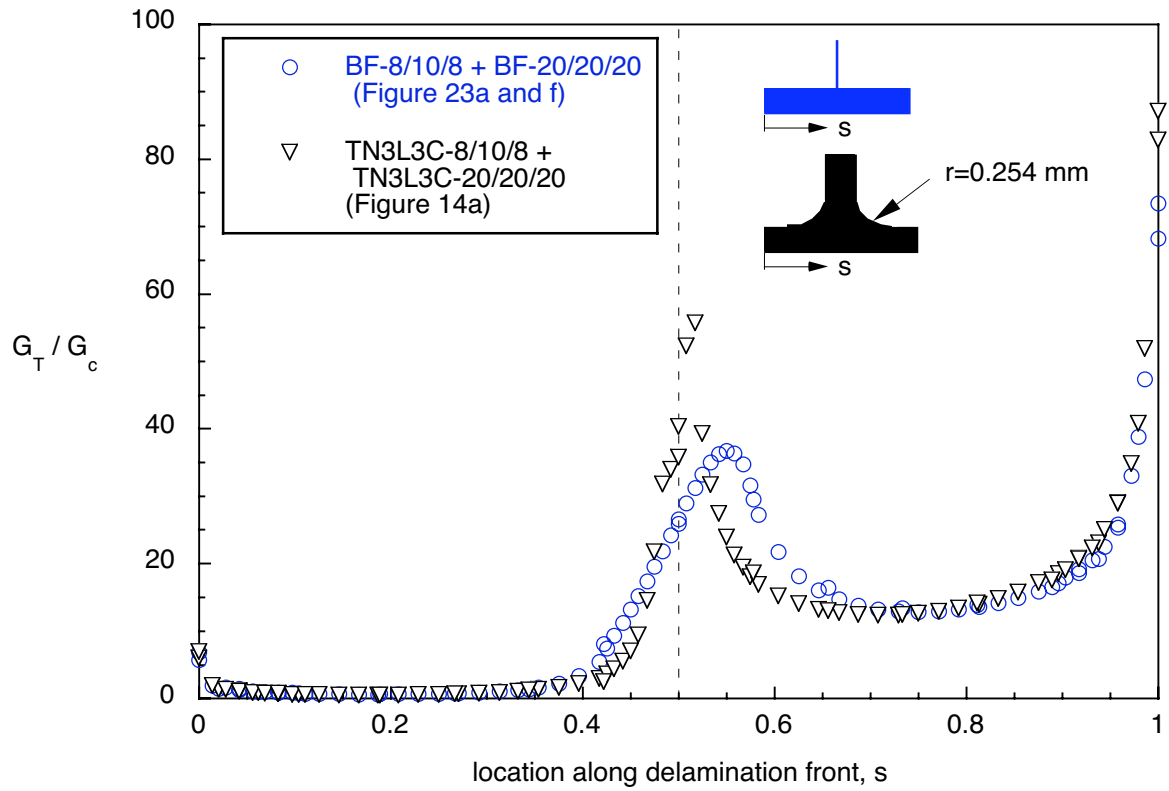 100
80
60
40
20
0
G_T / G_c
BF-8/10/8 + BF-20/20/20
(Figure 23a and f)
TN3L3C-8/10/8 +
TN3L3C-20/20/20
(Figure 14a)
s
r=0.254 mm
s
0
0.2
0.4
0.6
0.8
1
location along delamination front, s